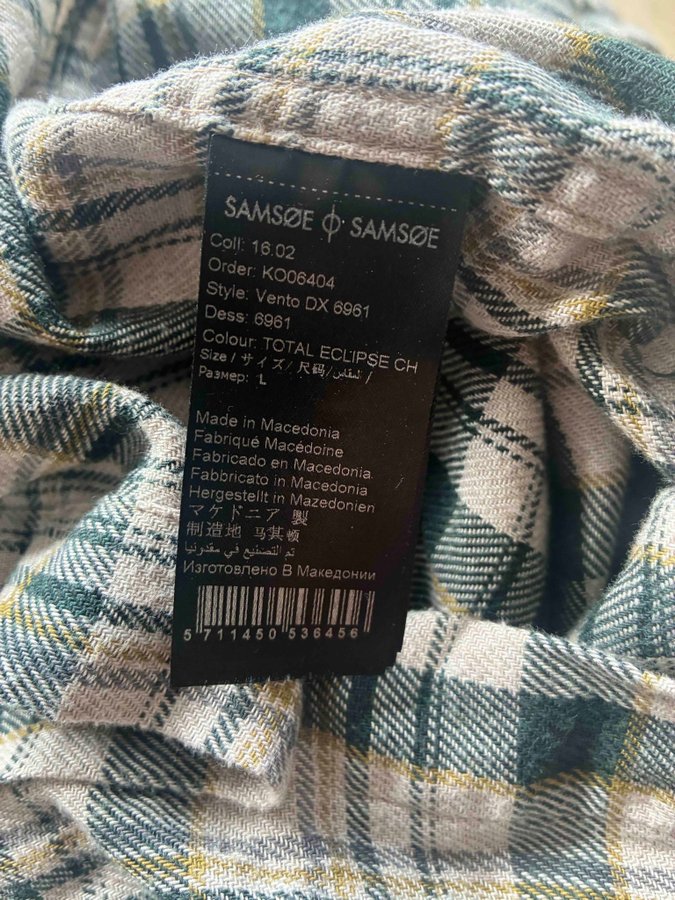 SAMSØE ϕ SAMSØE
Coll: 16.02
Order: KO06404
Style: Vento DX 6961
Dess: 6961
Colour: TOTAL ECLIPSE CH
Size / サイズ / 尺码 / المقاس /
Размер: L
Made in Macedonia
Fabriqué Macédoine
Fabricado en Macedonia.
Fabbricato in Macedonia
Hergestellt in Mazedonien
マケドニア 製
制造地 马其顿
تم التصنيع في مقدونيا
Изготовлено В Македонии
5 711450 536456